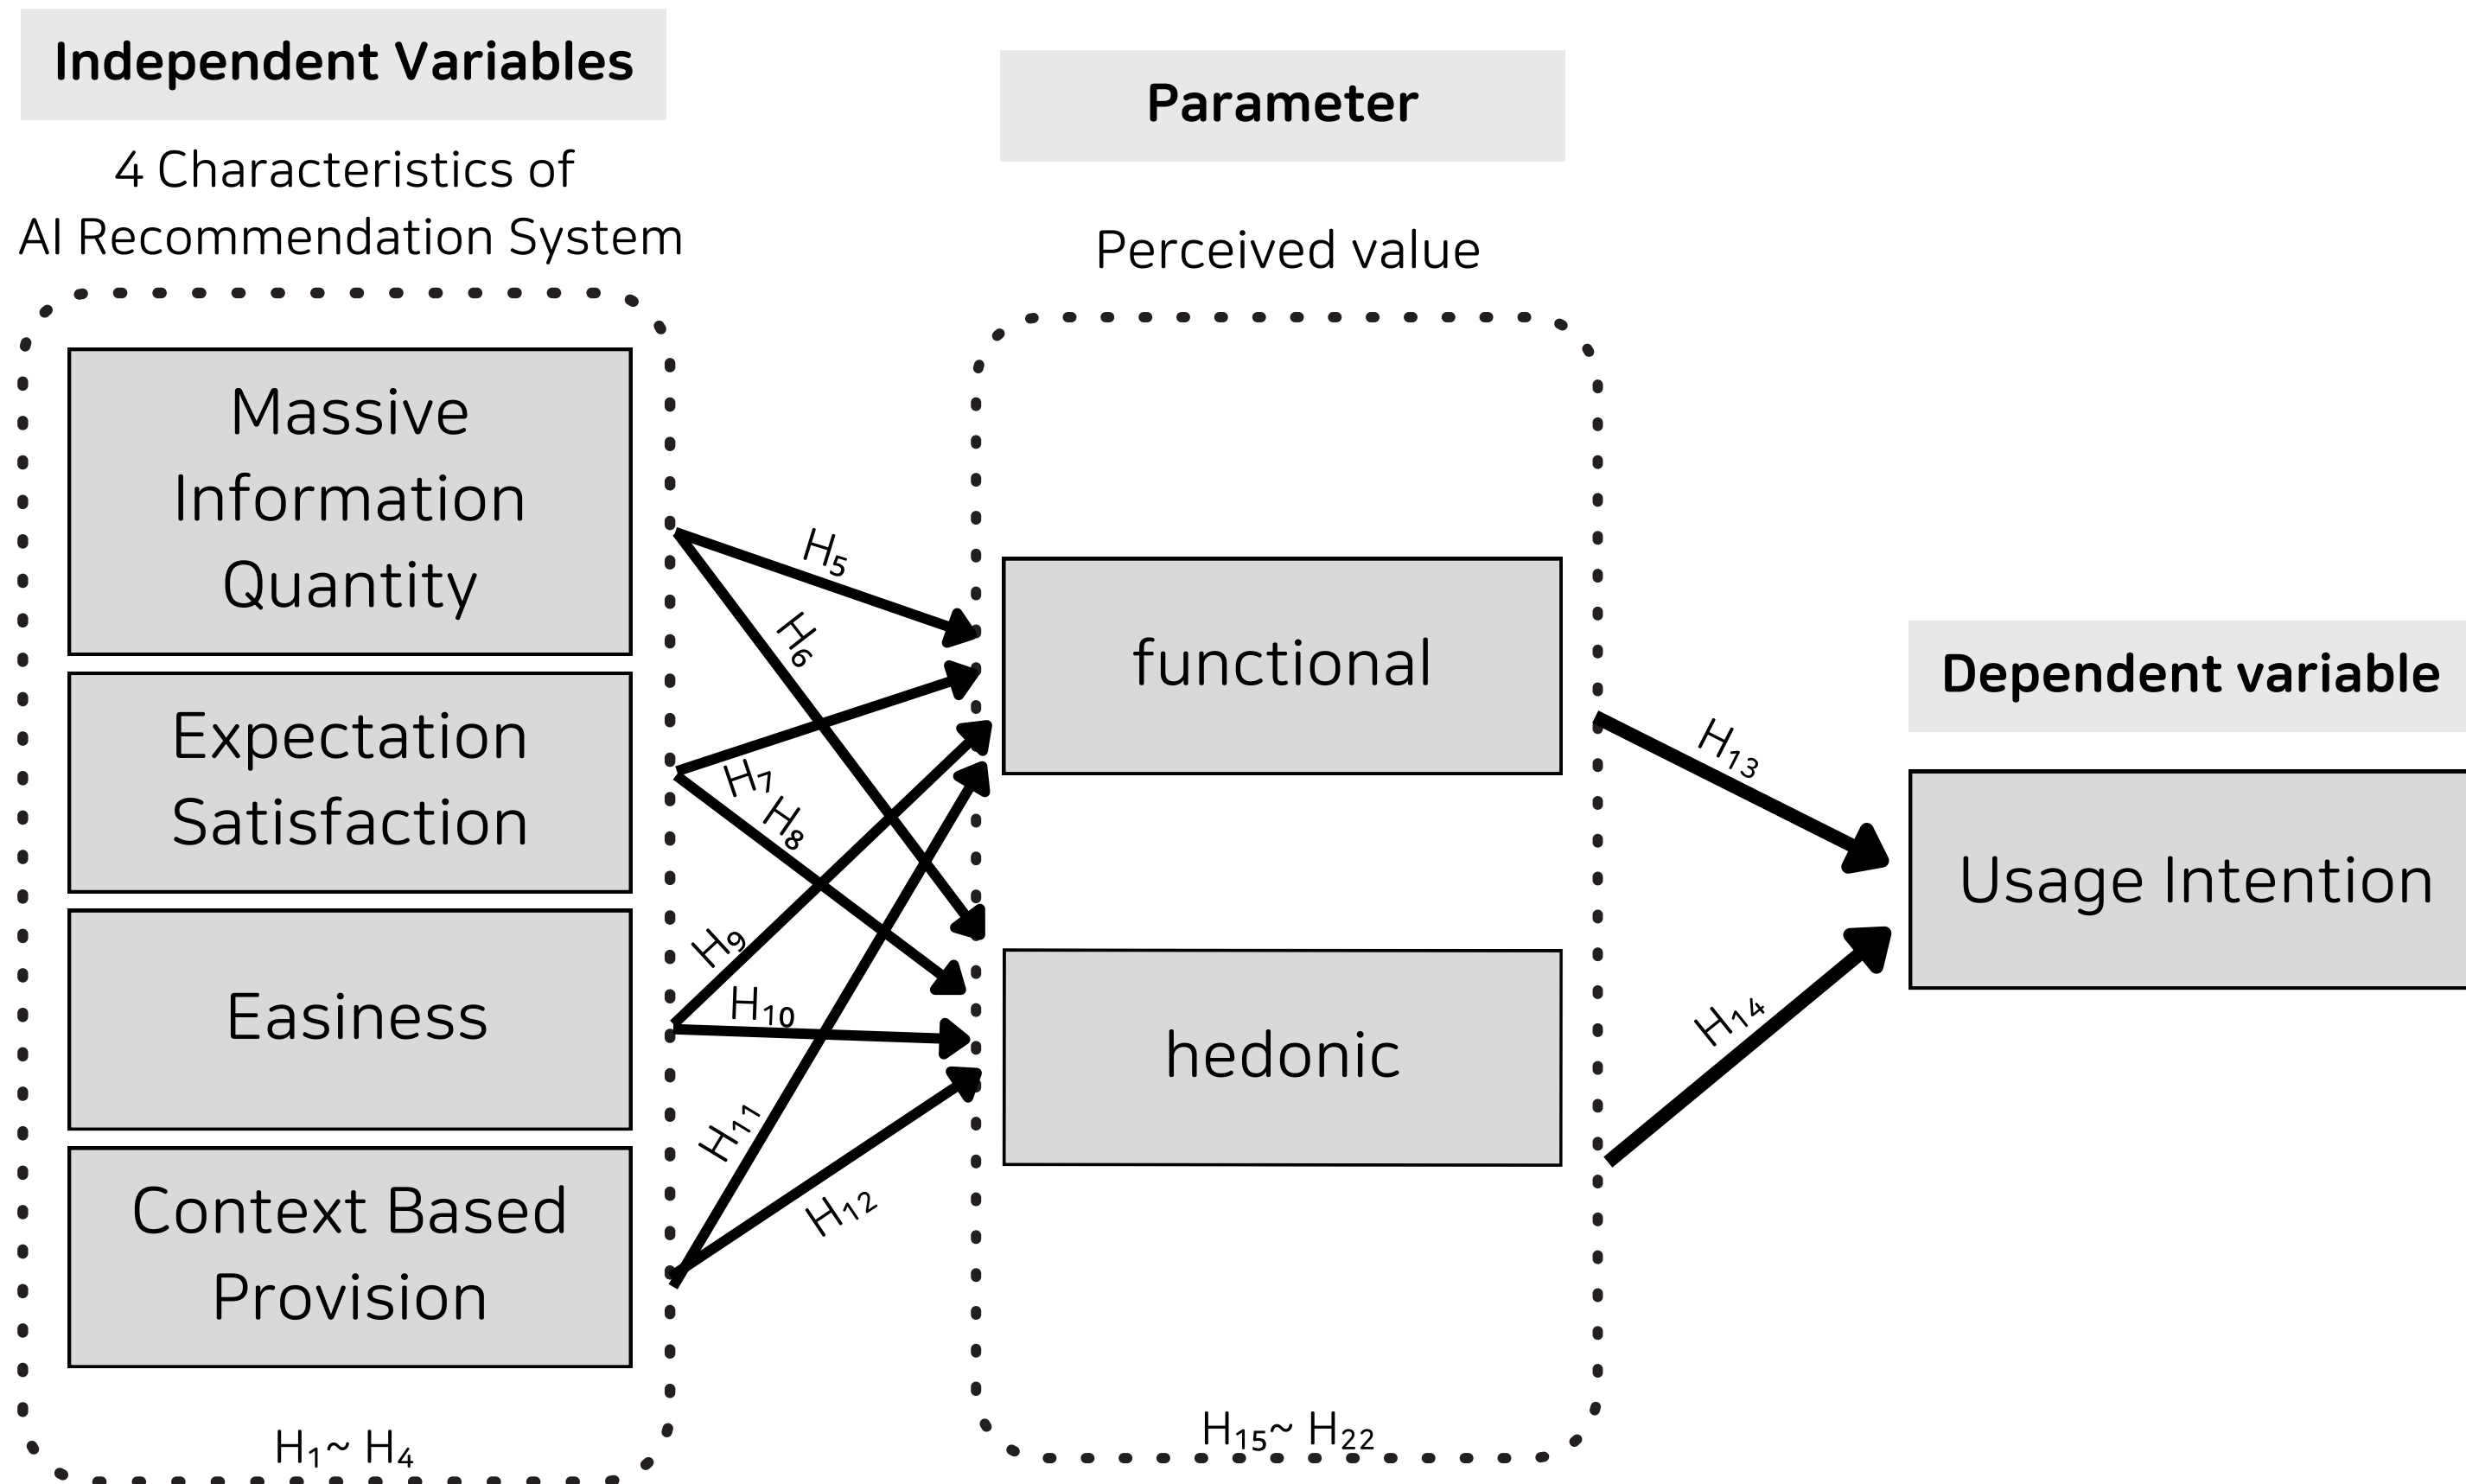 Independent Variables
4 Characteristics of
AI Recommendation System
Massive
Information
Quantity
Expectation
Satisfaction
Easiness
Context Based
Provision
H₁~ H₄
H₅
H₆
H₇
H₈
H₉
H₁₀
H₁₁
H₁₂
Parameter
Perceived value
functional
hedonic
H₁₅~ H₂₂
H₁₃
H₁₄
Dependent variable
Usage Intention